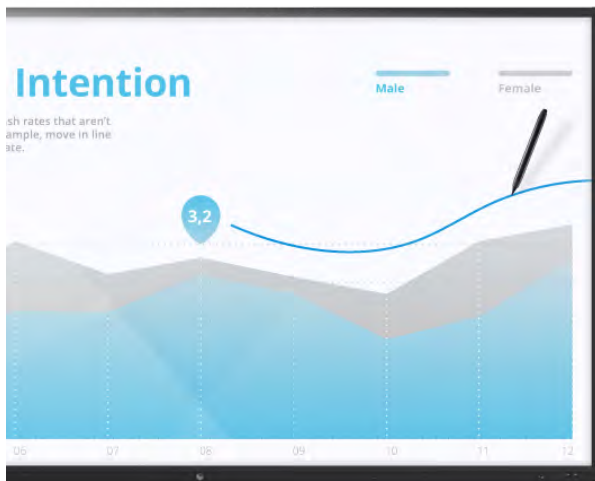 Intention
Male
Female
sh rates that aren't
ample, move in line
ate.
3,2
06
07
08
09
10
11
12